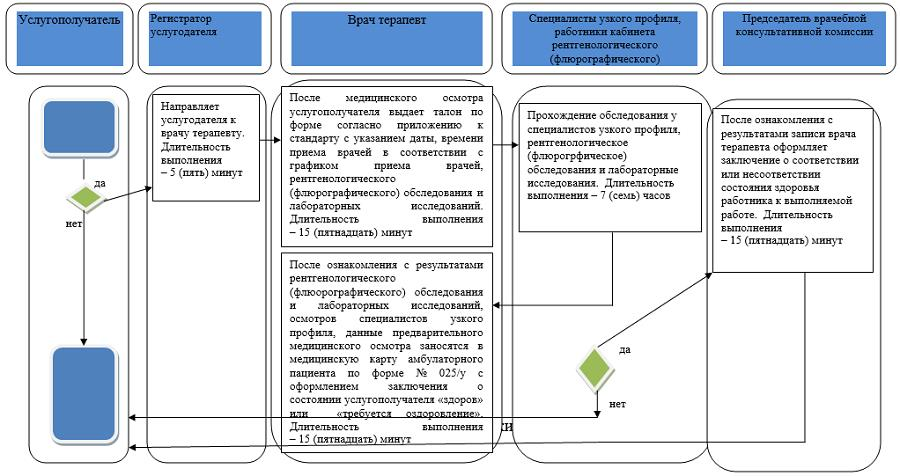 Услугополучатель
Регистратор
услугодателя
Врач терапевт
Специалисты узкого профиля,
работники кабинета
рентгенологического
(флюрографического)
Председатель врачебной
консультативной комиссии
да
нет
Направляет
услугодателя к
врачу терапевту.
Длительность
выполнения
– 5 (пять) минут
После медицинского осмотра
услугополучателя выдает талон по
форме согласно приложению к
стандарту с указанием даты, времени
приема врачей в соответствии с
графиком приема врачей,
рентгенологического
(флюрографического) обследования и
лабораторных исследований.
Длительность выполнения
– 15 (пятнадцать) минут
После ознакомления с результатами
рентгенологического
(флюорографического) обследования
и лабораторных исследований,
осмотров специалистов узкого
профиля, данные предварительного
медицинского осмотра заносятся в
медицинскую карту амбулаторного
пациента по форме № 025/у с
оформлением заключения о
состоянии услугополучателя «здоров»
или «требуется оздоровление».
Длительность выполнения
– 15 (пятнадцать) минут
си
Прохождение обследования у
специалистов узкого профиля,
рентгенологическое
(флюрогрфическое)
обследования и лабораторные
исследования. Длительность
выполнения – 7 (семь) часов
да
нет
После ознакомления с
результатами записи врача
терапевта оформляет
заключение о соответствии
или несоответствии
состояния здоровья
работника к выполняемой
работе. Длительность
выполнения
– 15 (пятнадцать) минут